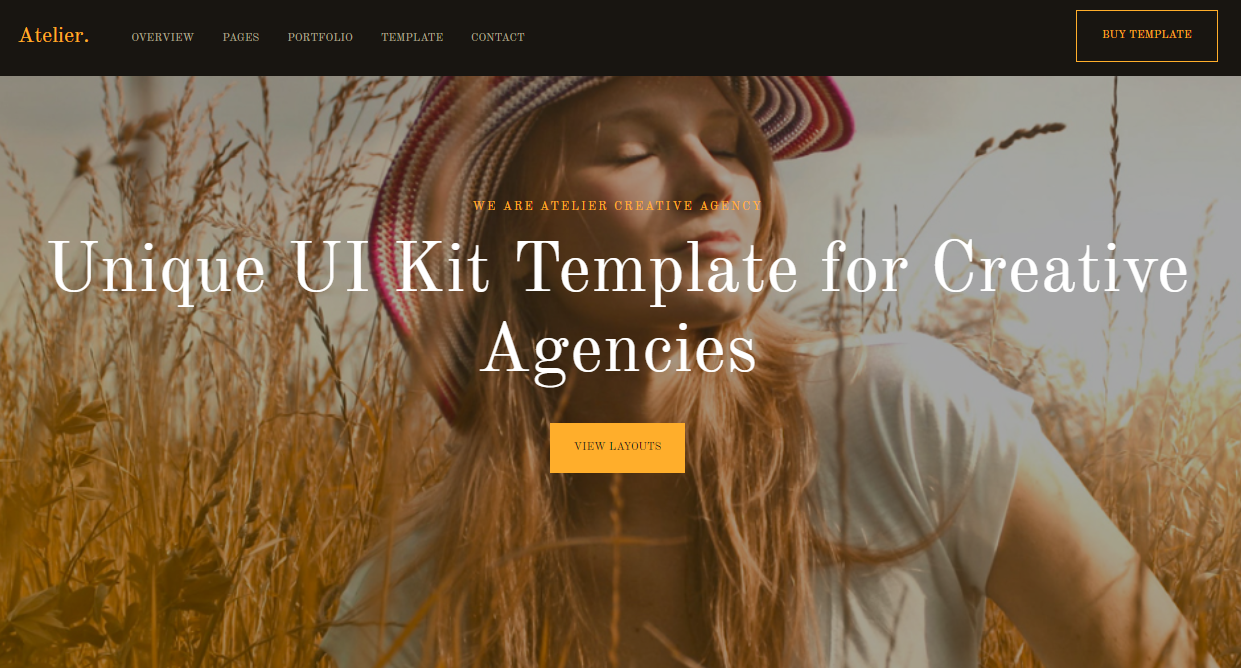 Atelier.
OVERVIEW PAGES PORTFOLIO TEMPLATE CONTACT
BUY TEMPLATE
WE ARE ATELIER CREATIVE AGENCY
Unique UI Kit Template for Creative
Agencies
VIEW LAYOUTS